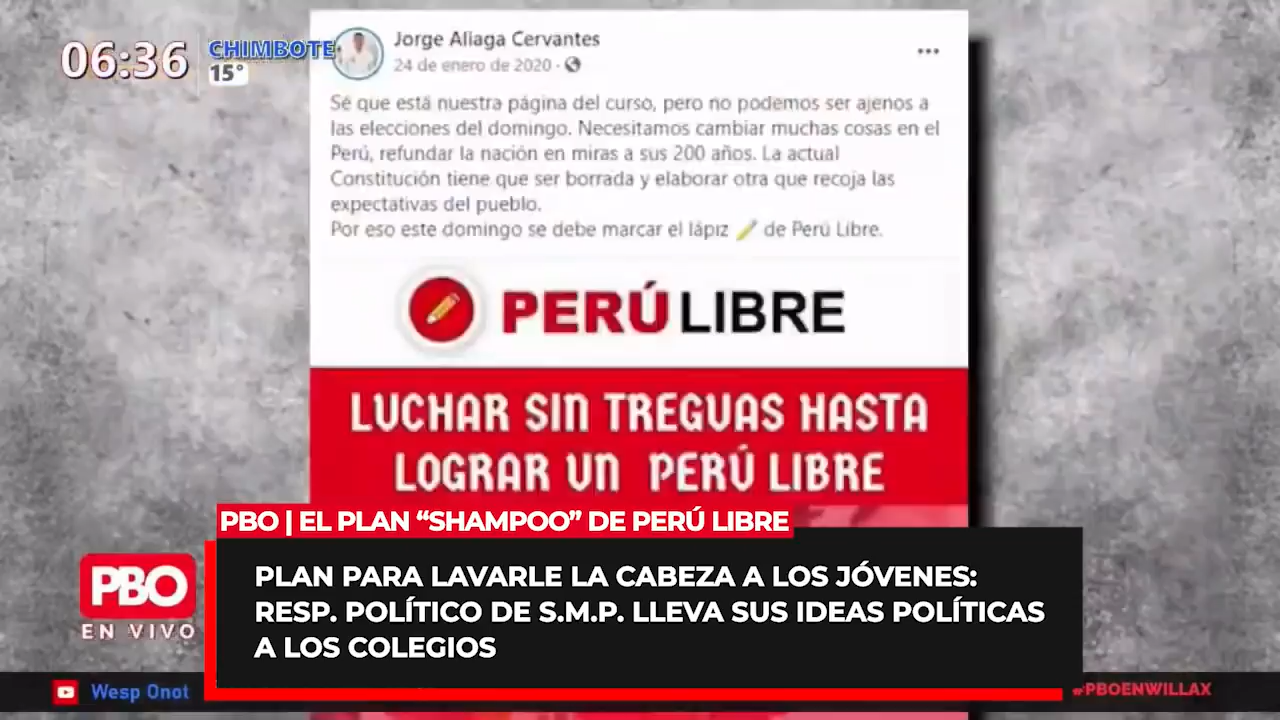 06:36
CHIMBOTE
15°
Jorge Aliaga Cervantes
24 de enero de 2020 ·
Sé que está nuestra página del curso, pero no podemos ser ajenos a
las elecciones del domingo. Necesitamos cambiar muchas cosas en el
Perú, refundar la nación en miras a sus 200 años. La actual
Constitución tiene que ser borrada y elaborar otra que recoja las
expectativas del pueblo.
Por eso este domingo se debe marcar el lápiz de Perú Libre.
PERÚ LIBRE
LUCHAR SIN TREGUAS HASTA
LOGRAR UN PERÚ LIBRE
PBO | EL PLAN “SHAMPOO” DE PERÚ LIBRE
PLAN PARA LAVARLE LA CABEZA A LOS JÓVENES:
RESP. POLÍTICO DE S.M.P. LLEVA SUS IDEAS POLÍTICAS
A LOS COLEGIOS
PBO
EN VIVO
Wesp Onot
#PBOENWILLAX